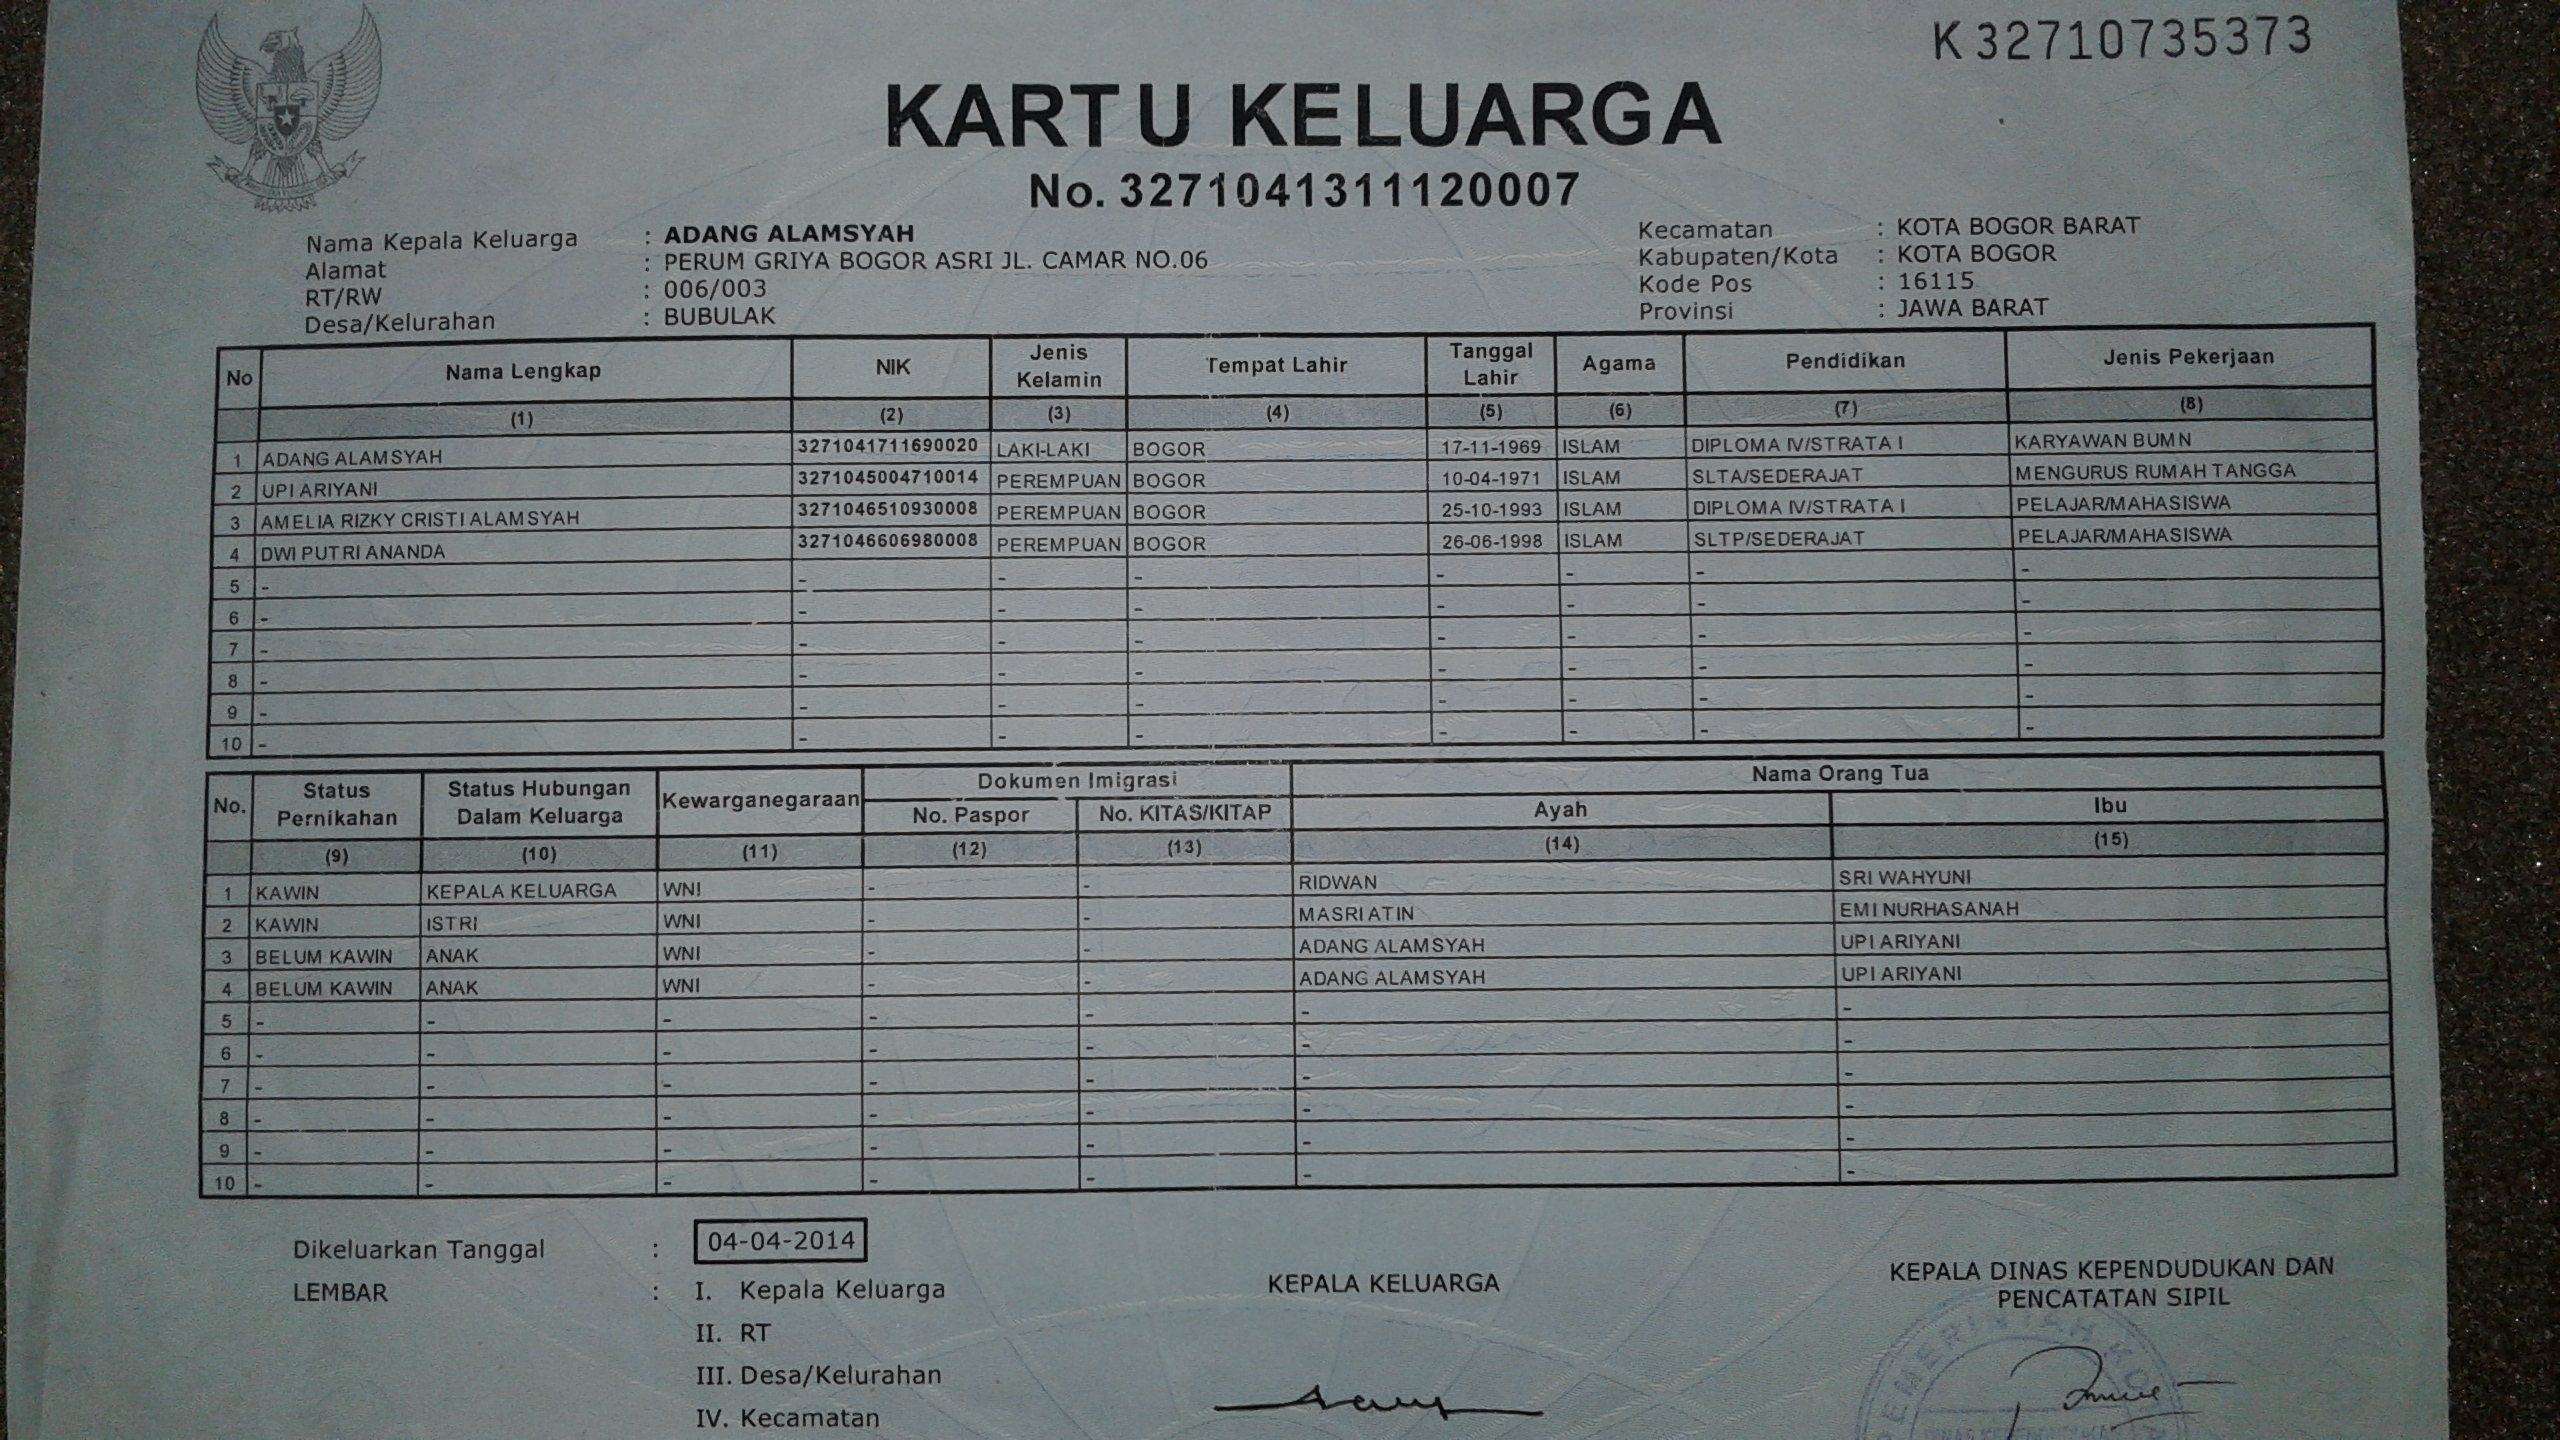 K 32710735373
KARTU KELUARGA
No. 3271041311120007
Nama Kepala Keluarga : ADANG ALAMSYAH
Alamat : PERUM GRIYA BOGOR ASRI JL. CAMAR NO.06
RT/RW : 006/003
Desa/Kelurahan : BUBULAK
Kecamatan : KOTA BOGOR BARAT
Kabupaten/Kota : KOTA BOGOR
Kode Pos : 16115
Provinsi : JAWA BARAT
No Nama Lengkap NIK Jenis Kelamin Tempat Lahir Tanggal Lahir Agama Pendidikan Jenis Pekerjaan
(1) (2) (3) (4) (5) (6) (7) (8)
1 ADANG ALAMSYAH 3271041711690020 LAKI-LAKI BOGOR 17-11-1969 ISLAM DIPLOMA IV/STRATA I KARYAWAN BUMN
2 UPI ARIYANI 3271045004710014 PEREMPUAN BOGOR 10-04-1971 ISLAM SLTA/SEDERAJAT MENGURUS RUMAH TANGGA
3 AMELIA RIZKY CRISTI ALAMSYAH 3271046510930008 PEREMPUAN BOGOR 25-10-1993 ISLAM DIPLOMA IV/STRATA I PELAJAR/MAHASISWA
4 DWI PUTRI ANANDA 3271046606980008 PEREMPUAN BOGOR 26-06-1998 ISLAM SLTP/SEDERAJAT PELAJAR/MAHASISWA
5 - - - - - - - -
6 - - - - - - - -
7 - - - - - - - -
8 - - - - - - - -
9 - - - - - - - -
10 - - - - - - - -
No. Status Pernikahan Status Hubungan Dalam Keluarga Kewarganegaraan Dokumen Imigrasi Nama Orang Tua
No. Paspor No. KITAS/KITAP Ayah Ibu
(9) (10) (11) (12) (13) (14) (15)
1 KAWIN KEPALA KELUARGA WNI - - RIDWAN SRI WAHYUNI
2 KAWIN ISTRI WNI - - MASRIATIN EMI NURHASANAH
3 BELUM KAWIN ANAK WNI - - ADANG ALAMSYAH UPI ARIYANI
4 BELUM KAWIN ANAK WNI - - ADANG ALAMSYAH UPI ARIYANI
5 - - - - - - -
6 - - - - - - -
7 - - - - - - -
8 - - - - - - -
9 - - - - - - -
10 - - - - - - -
Dikeluarkan Tanggal : 04-04-2014
LEMBAR : I. Kepala Keluarga
II. RT
III. Desa/Kelurahan
IV. Kecamatan
KEPALA KELUARGA
KEPALA DINAS KEPENDUDUKAN DAN
PENCATATAN SIPIL